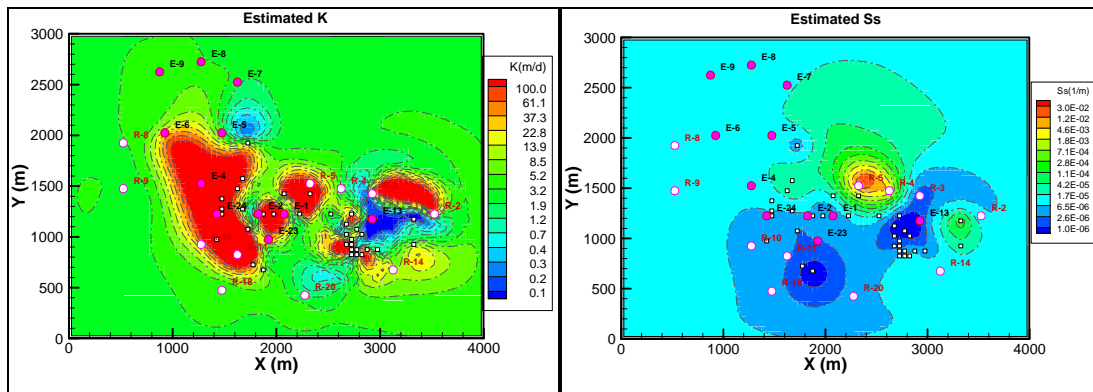 Estimated K
Y (m)
3000
2500
2000
1500
1000
500
0
0
1000
2000
3000
4000
X (m)
E-8
E-9
E-7
E-6
E-5
R-8
E-4
R-5
R-4
R-9
E-24
E-2
E-1
E-13
R-2
E-23
R-14
R-18
R-20
K(m/d)
100.0
61.1
37.3
22.8
13.9
8.5
5.2
3.2
1.9
1.2
0.7
0.4
0.3
0.2
0.1
Estimated Ss
Y (m)
3000
2500
2000
1500
1000
500
0
0
1000
2000
3000
4000
X (m)
E-8
E-9
E-7
E-6
E-5
R-8
E-4
R-5
R-4
R-3
R-9
E-24
E-2
E-1
E-13
R-2
R-10
E-23
R-11
R-14
R-20
Ss(1/m)
3.0E-02
1.2E-02
4.6E-03
1.8E-03
7.1E-04
2.8E-04
1.1E-04
4.2E-05
1.7E-05
6.5E-06
2.6E-06
1.0E-06